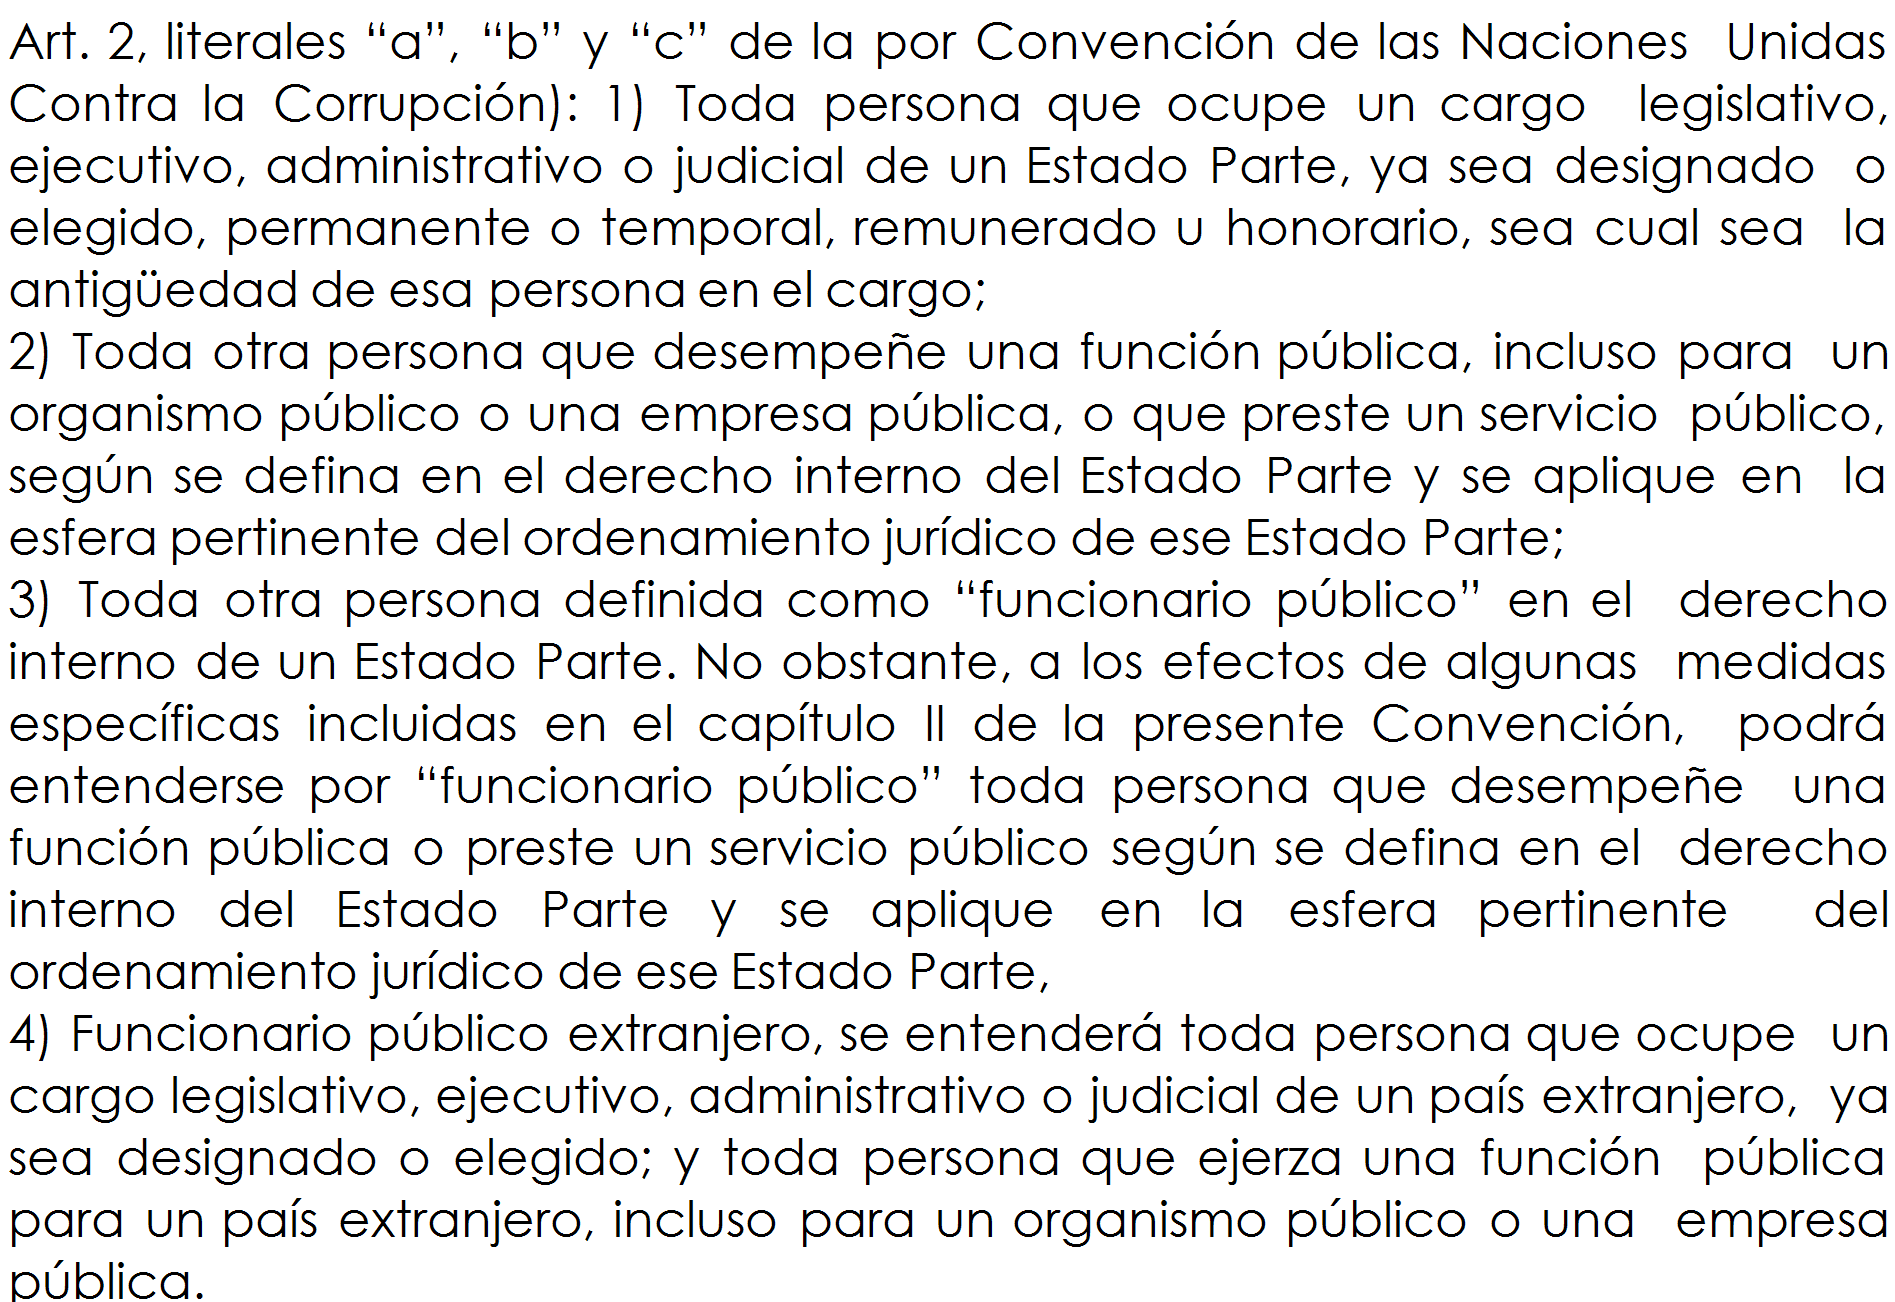 Art. 2, literales “a”, “b” y “c” de la por Convención de las Naciones Unidas
Contra la Corrupción): 1) Toda persona que ocupe un cargo legislativo,
ejecutivo, administrativo o judicial de un Estado Parte, ya sea designado o
elegido, permanente o temporal, remunerado u honorario, sea cual sea la
antigüedad de esa persona en el cargo;
2) Toda otra persona que desempeñe una función pública, incluso para un
organismo público o una empresa pública, o que preste un servicio público,
según se defina en el derecho interno del Estado Parte y se aplique en la
esfera pertinente del ordenamiento jurídico de ese Estado Parte;
3) Toda otra persona definida como “funcionario público” en el derecho
interno de un Estado Parte. No obstante, a los efectos de algunas medidas
específicas incluidas en el capítulo II de la presente Convención, podrá
entenderse por “funcionario público” toda persona que desempeñe una
función pública o preste un servicio público según se defina en el derecho
interno del Estado Parte y se aplique en la esfera pertinente del
ordenamiento jurídico de ese Estado Parte,
4) Funcionario público extranjero, se entenderá toda persona que ocupe un
cargo legislativo, ejecutivo, administrativo o judicial de un país extranjero, ya
sea designado o elegido; y toda persona que ejerza una función pública
para un país extranjero, incluso para un organismo público o una empresa
pública.